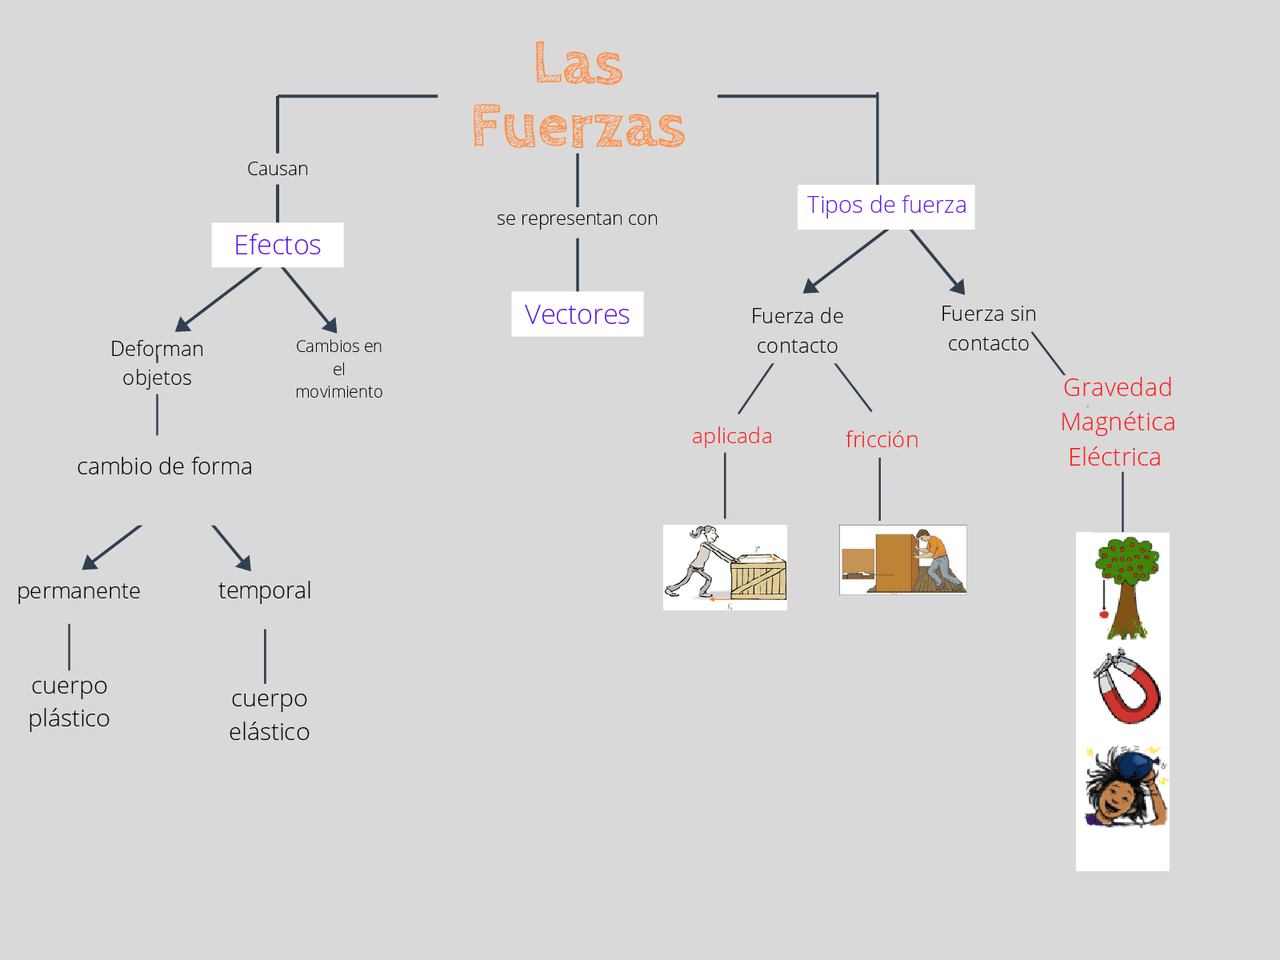 Las
Fuerzas
Causan
Efectos
Deforman
objetos
Cambios en
el
movimiento
cambio de forma
permanente
temporal
cuerpo
plástico
cuerpo
elástico
se representan con
Vectores
Tipos de fuerza
Fuerza de
contacto
Fuerza sin
contacto
aplicada
fricción
Gravedad
Magnética
Eléctrica